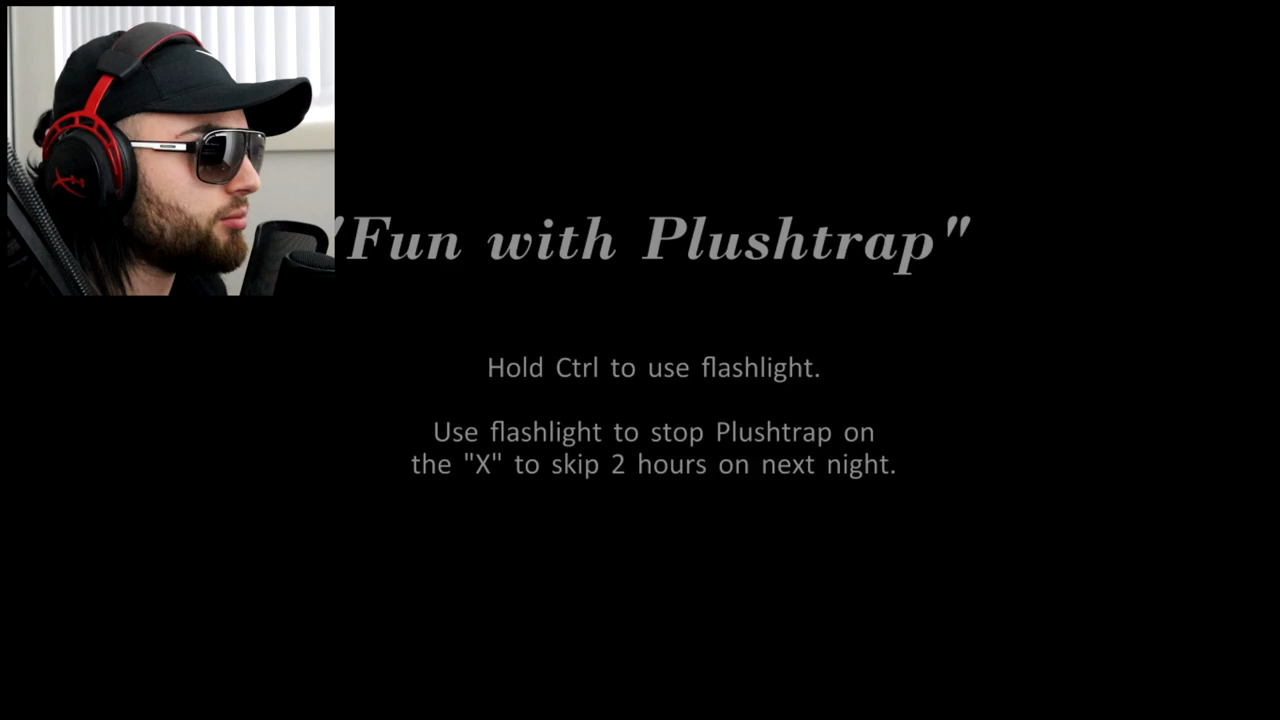 "Fun with Plushtrap"
Hold Ctrl to use flashlight.
Use flashlight to stop Plushtrap on
the "X" to skip 2 hours on next night.